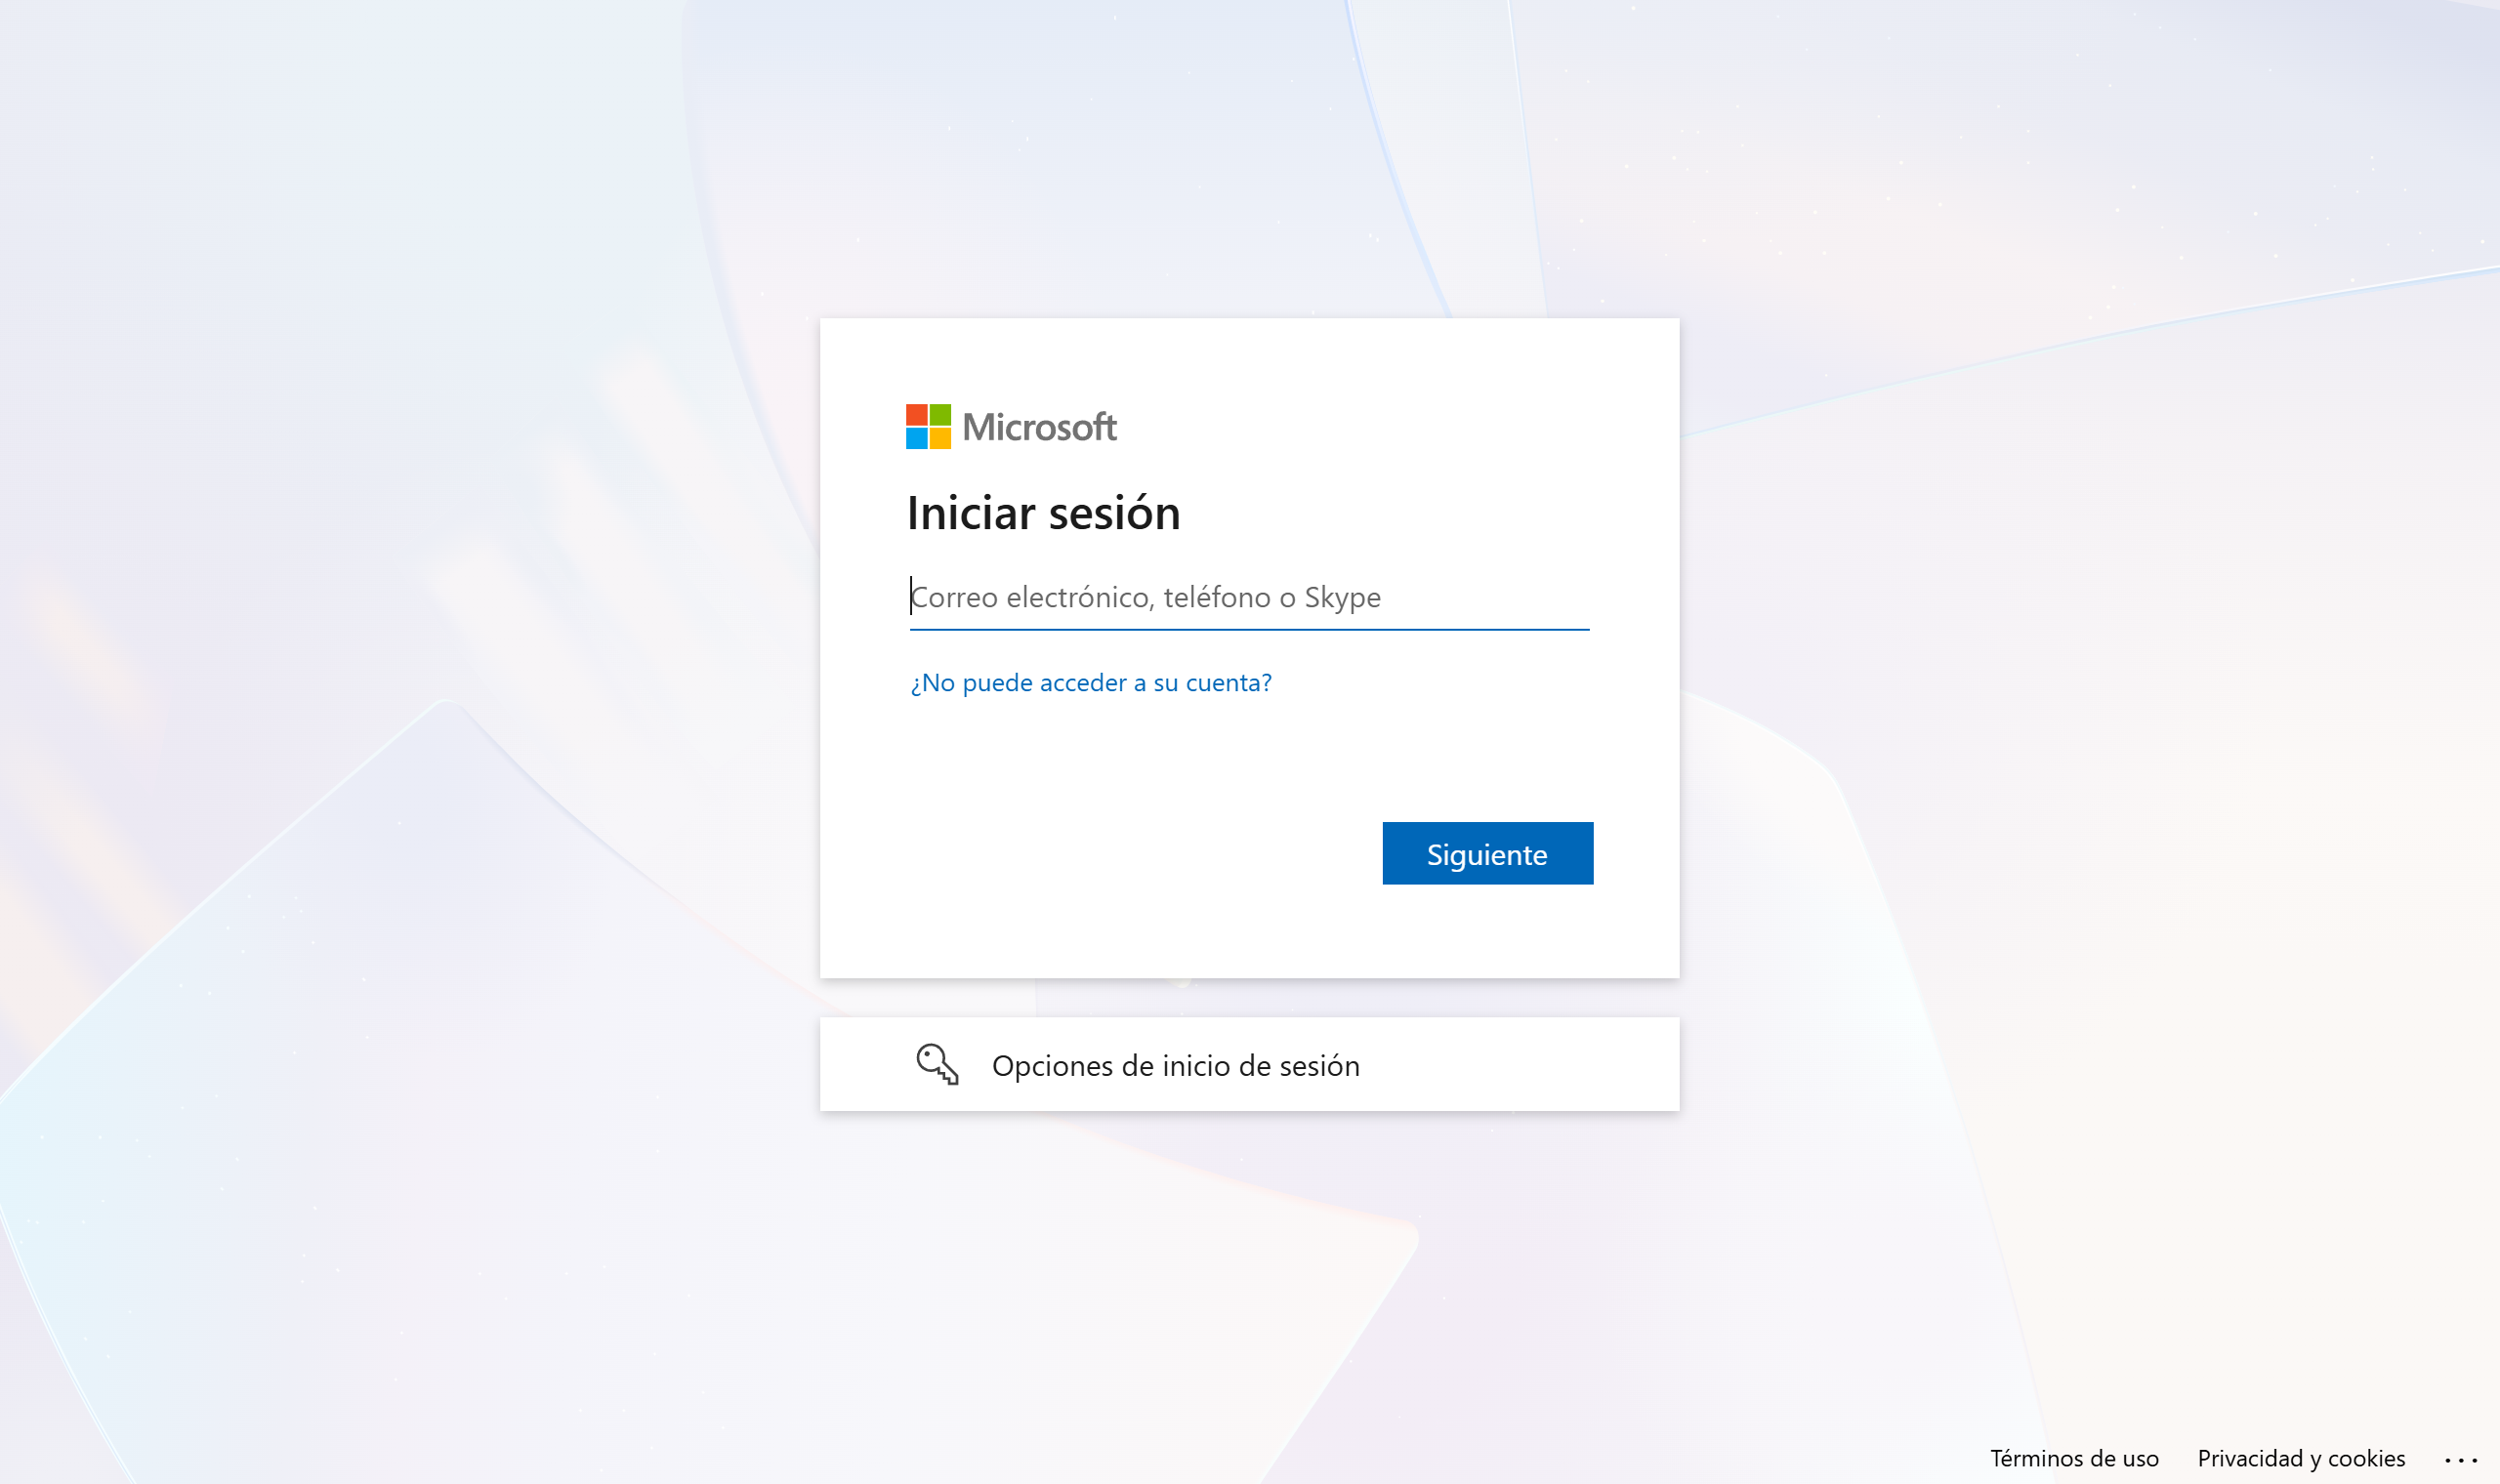 Microsoft
Iniciar sesión
Correo electrónico, teléfono o Skype
¿No puede acceder a su cuenta?
Siguiente
Opciones de inicio de sesión
Términos de uso Privacidad y cookies ...